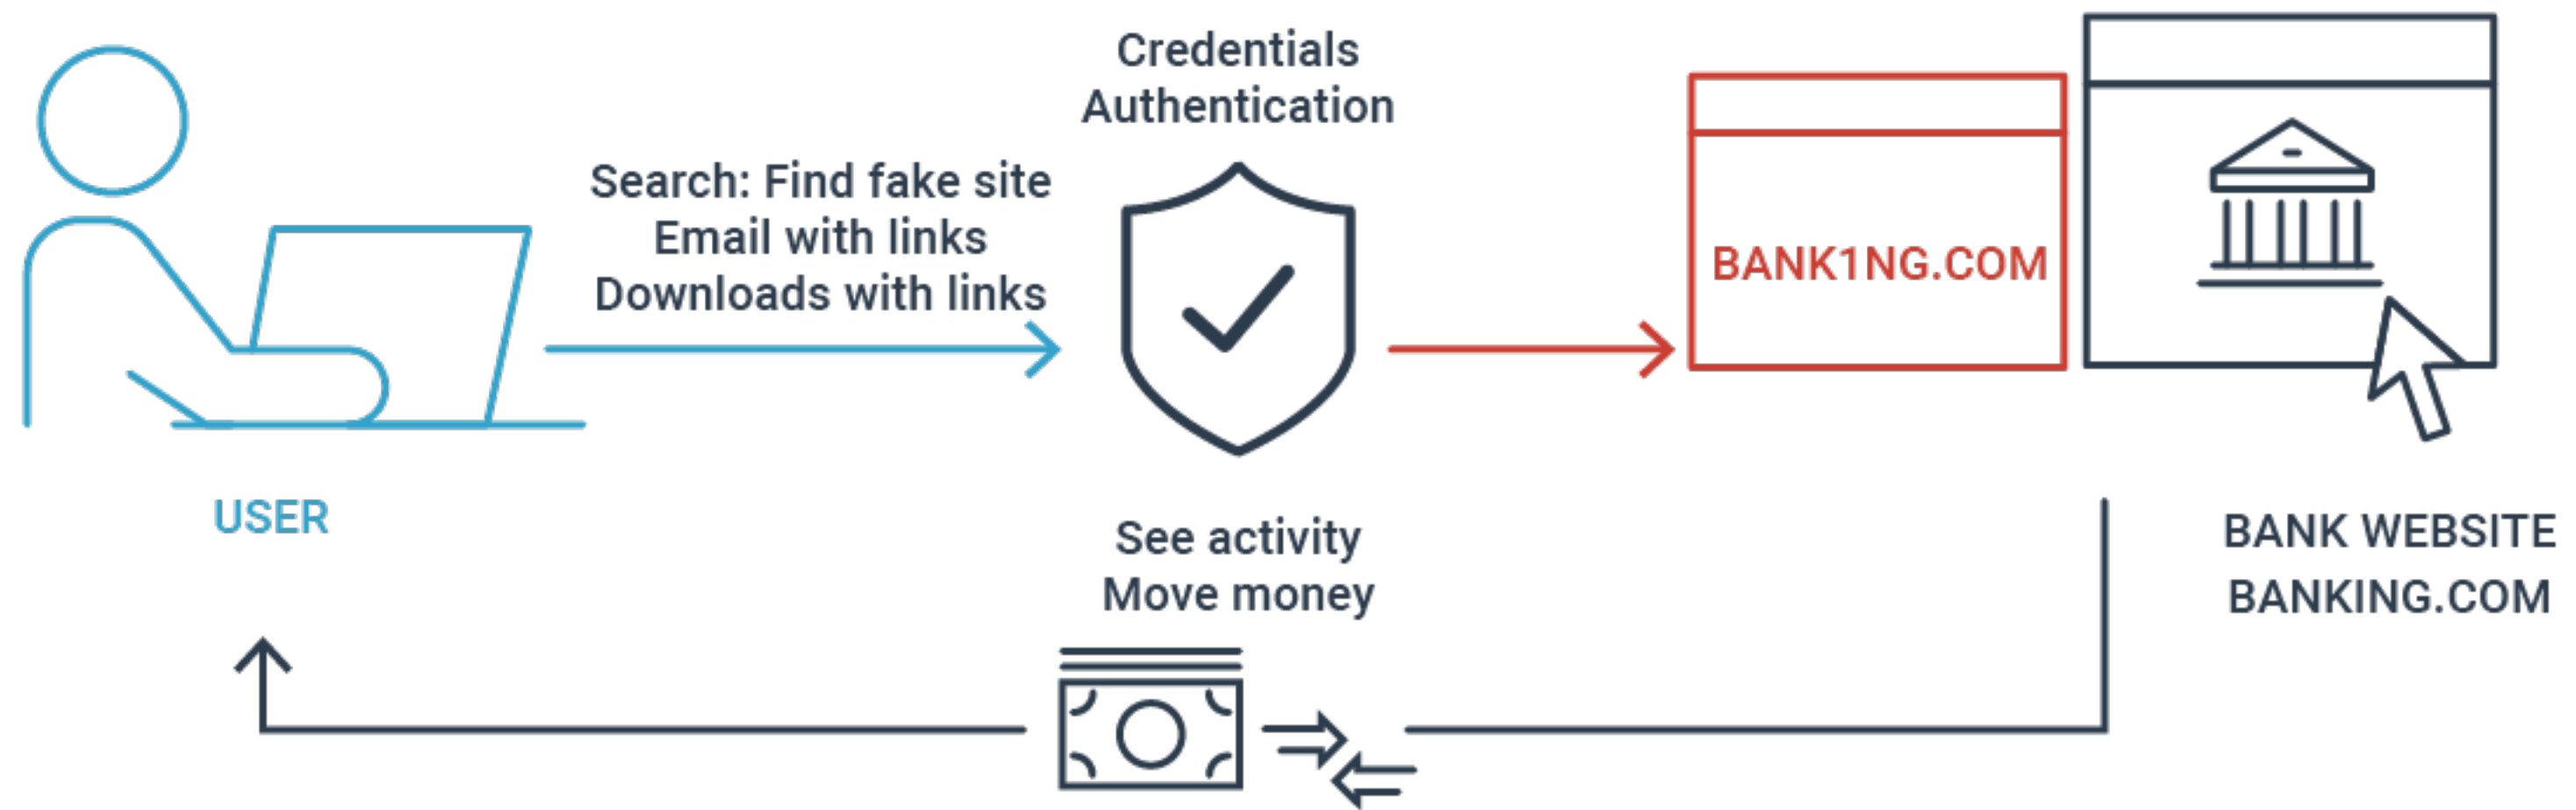 Credentials
Authentication
Search: Find fake site
Email with links
Downloads with links
BANK1NG.COM
USER
See activity
Move money
BANK WEBSITE
BANKING.COM